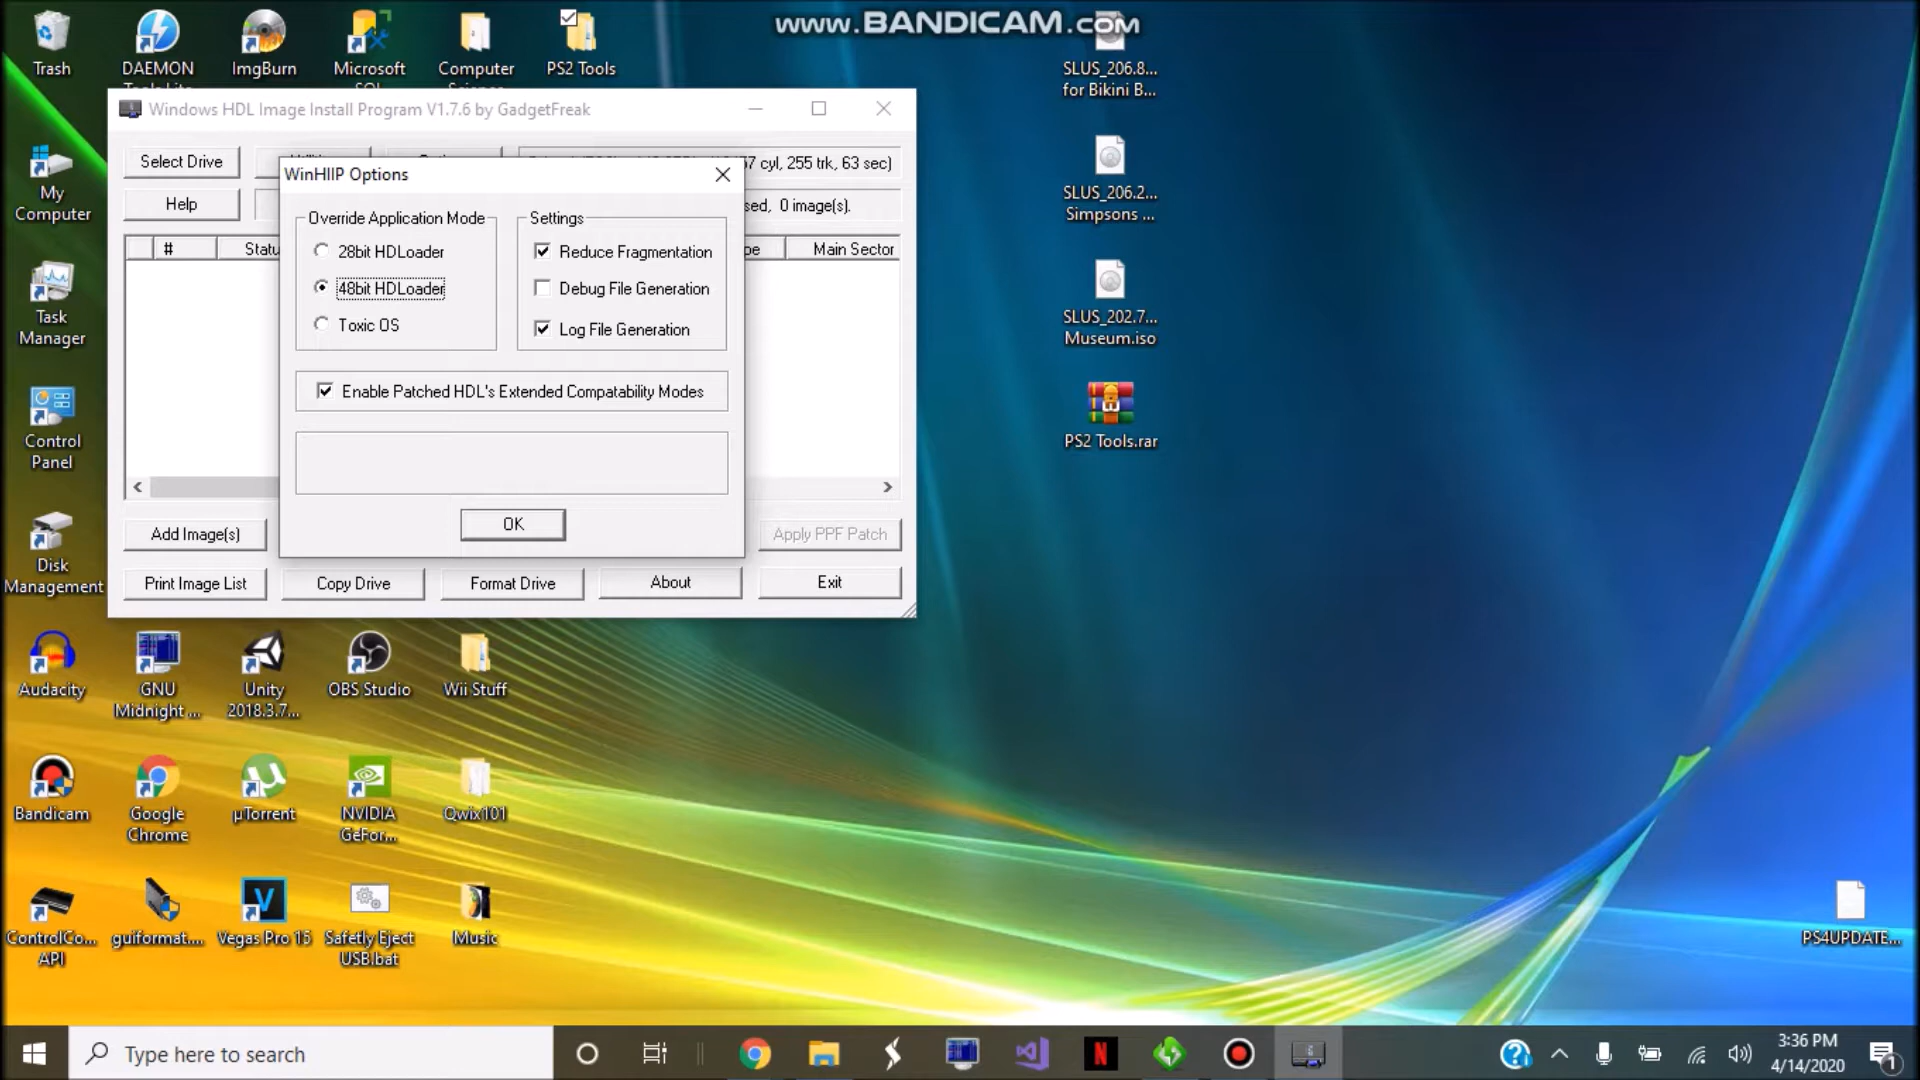 www.BANDICAM.com
Trash
DAEMON
ImgBurn
Microsoft
Computer
PS2 Tools
SLUS_206.8...
for Bikini B...
Windows HDL Image Install Program V1.7.6 by GadgetFreak
Select Drive
7 cyl, 255 trk, 63 sec)
WinHIIP Options
Help
sed, 0 image(s).
Override Application Mode
Settings
#
Statu
pe
Main Sector
28bit HDLoader
Reduce Fragmentation
48bit HDLoader
Debug File Generation
Toxic OS
Log File Generation
Enable Patched HDL's Extended Compatability Modes
OK
Add Image(s)
Apply PPF Patch
Print Image List
Copy Drive
Format Drive
About
Exit
My
Computer
SLUS_206.2...
Simpsons ...
Task
Manager
SLUS_202.7...
Museum.iso
Control
Panel
PS2 Tools.rar
Disk
Management
Audacity
GNU
Midnight ...
Unity
2018.3.7...
OBS Studio
Wii Stuff
Bandicam
Google
Chrome
µTorrent
NVIDIA
GeFor...
Qwix101
ControlCo...
API
guiformat....
Vegas Pro 15
Safetly Eject
USB.bat
Music
PS4UPDATE...
Type here to search
3:36 PM
4/14/2020
1